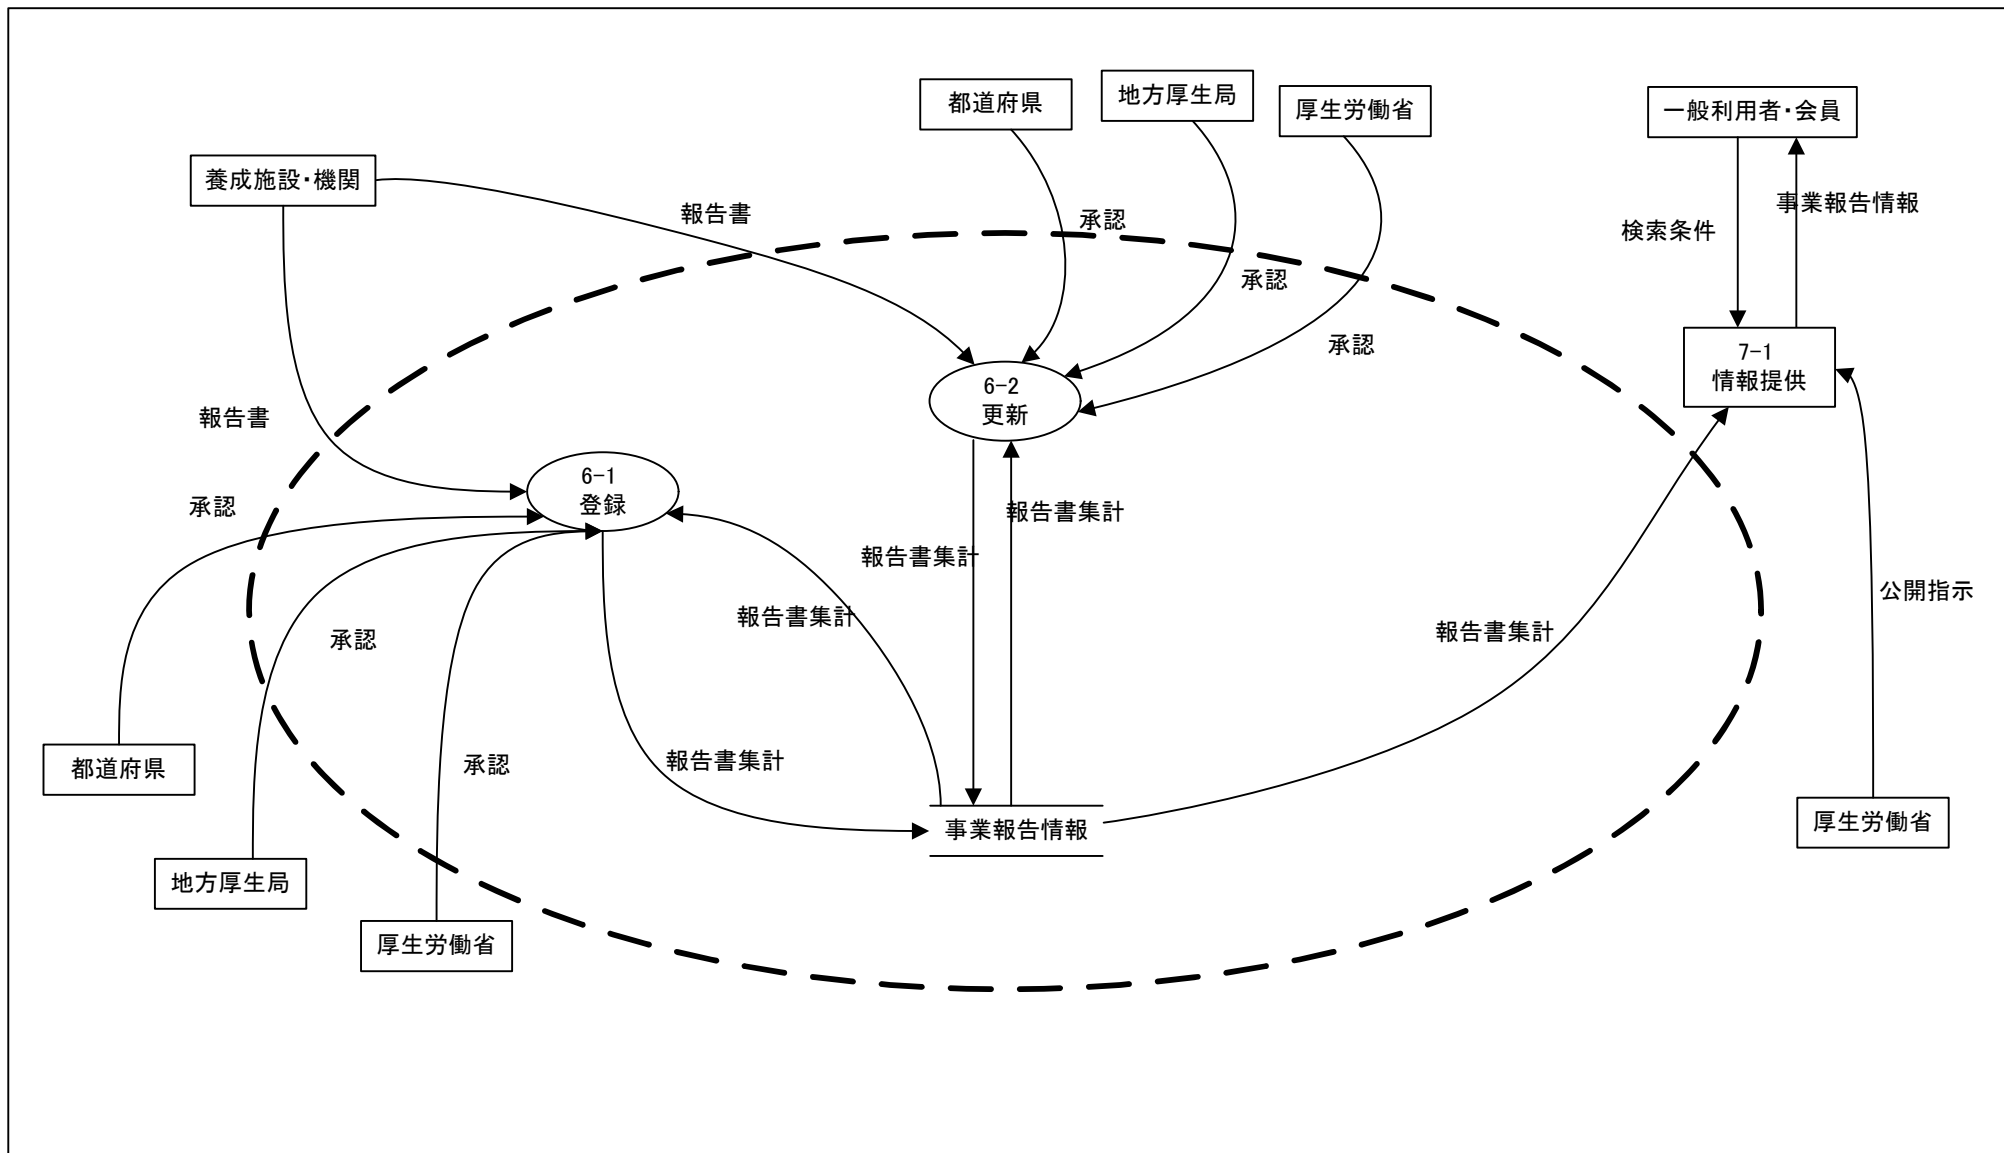 都道府県
地方厚生局
厚生労働省
一般利用者・会員
養成施設・機関
報告書
承認
事業報告情報
検索条件
承認
承認
7-1
情報提供
6-2
更新
報告書
6-1
登録
承認
報告書集計
報告書集計
公開指示
報告書集計
報告書集計
承認
報告書集計
承認
都道府県
事業報告情報
厚生労働省
地方厚生局
厚生労働省